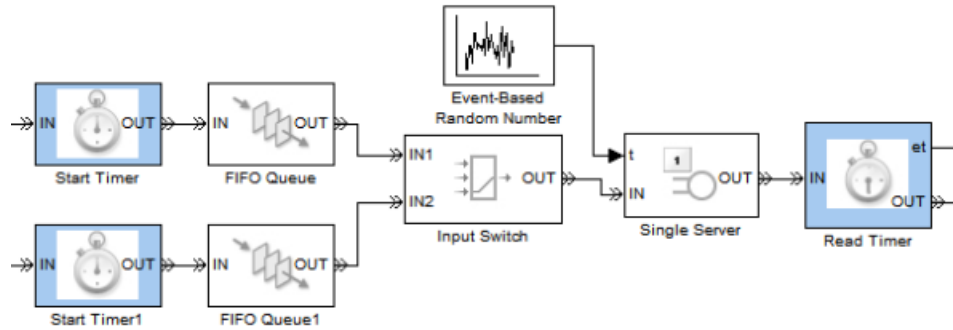 Event-Based
Random Number
IN
OUT
Start Timer
IN
OUT
FIFO Queue
IN1
IN2
OUT
Input Switch
t
IN
1
OUT
Single Server
IN
et
OUT
Read Timer
IN
OUT
Start Timer1
IN
OUT
FIFO Queue1